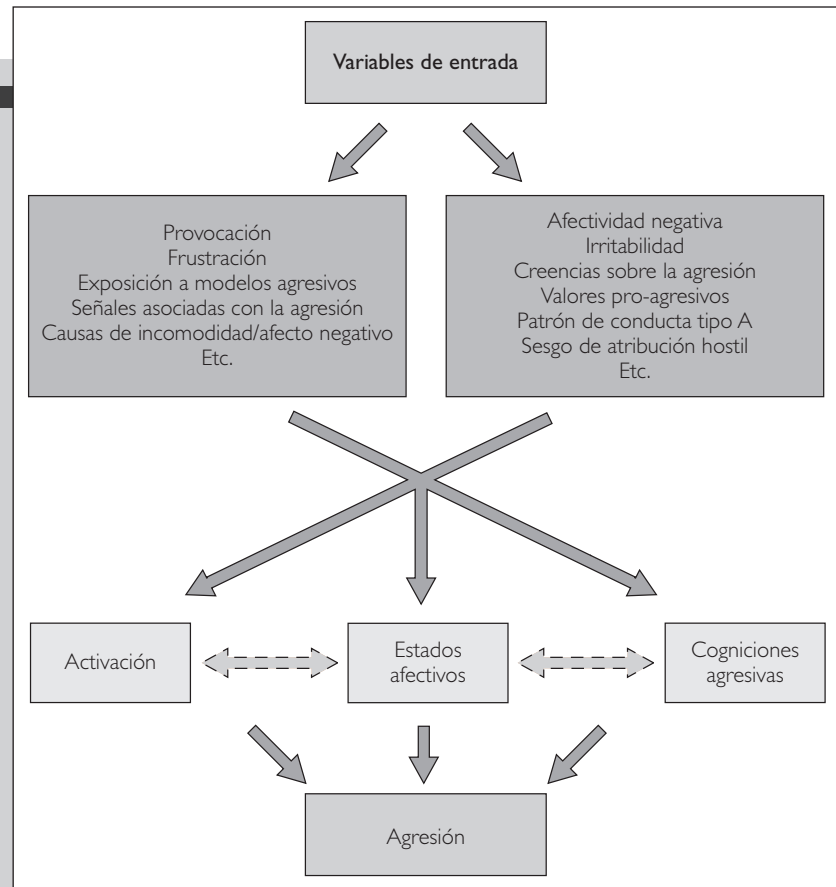 Variables de entrada
Provocación
Frustración
Exposición a modelos agresivos
Señales asociadas con la agresión
Causas de incomodidad/afecto negativo
Etc.
Afectividad negativa
Irritabilidad
Creencias sobre la agresión
Valores pro-agresivos
Patrón de conducta tipo A
Sesgo de atribución hostil
Etc.
Activación
Estados
afectivos
Cogniciones
agresivas
Agresión